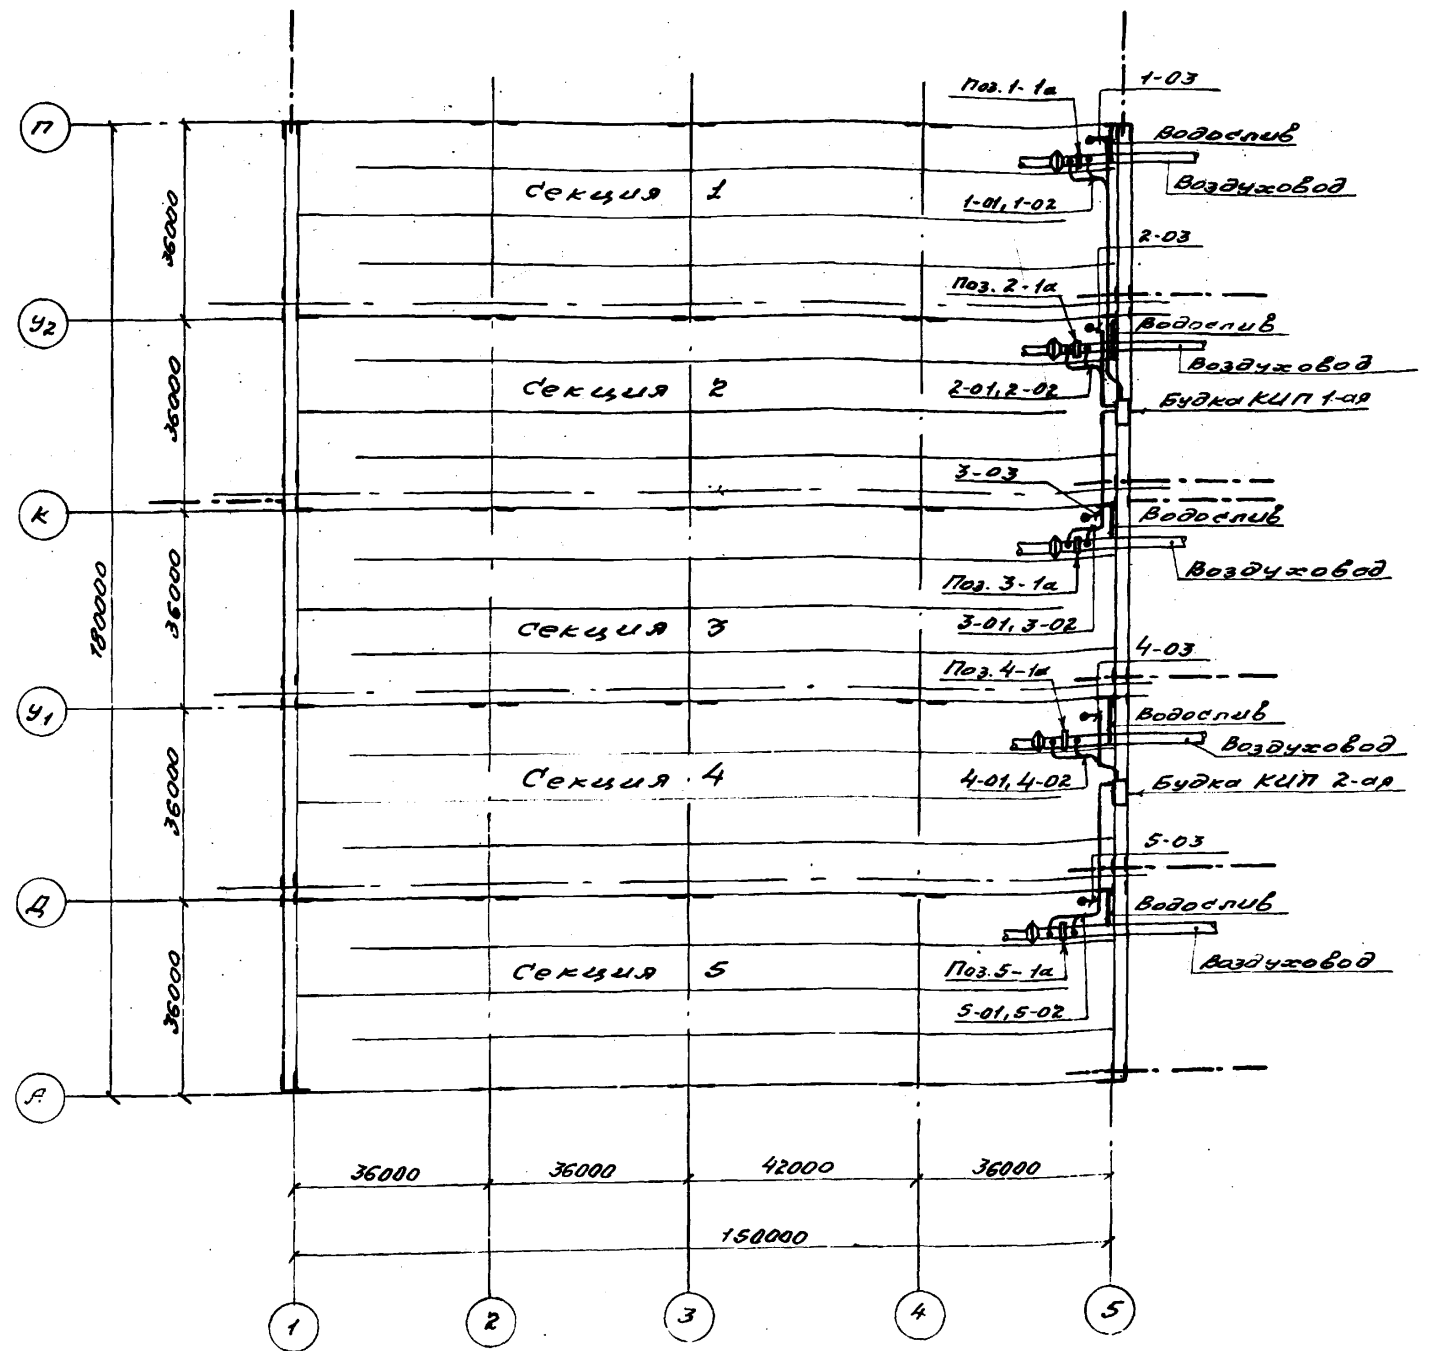 Поз. 1-1а
1-03
П
Водослив
Воздуховод
Секция 1
1-01, 1-02
36000
2-03
Поз. 2-1а
У2
Водослив
Воздуховод
Секция 2
2-01, 2-02
Будка КИП 1-ая
36000
3-03
К
Водослив
Воздуховод
Поз. 3-1а
36000
180000
Секция 3
3-01, 3-02
4-03
Поз. 4-1а
У1
Водослив
Воздуховод
Секция 4
4-01, 4-02
Будка КИП 2-ая
36000
5-03
Д
Водослив
Воздуховод
Секция 5
Поз. 5-1а
36000
5-01, 5-02
А
36000
36000
42000
36000
150000
1
2
3
4
5